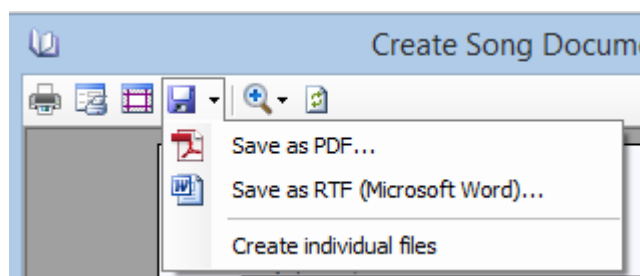 Create Song Docume
Save as PDF...
Save as RTF (Microsoft Word)...
Create individual files